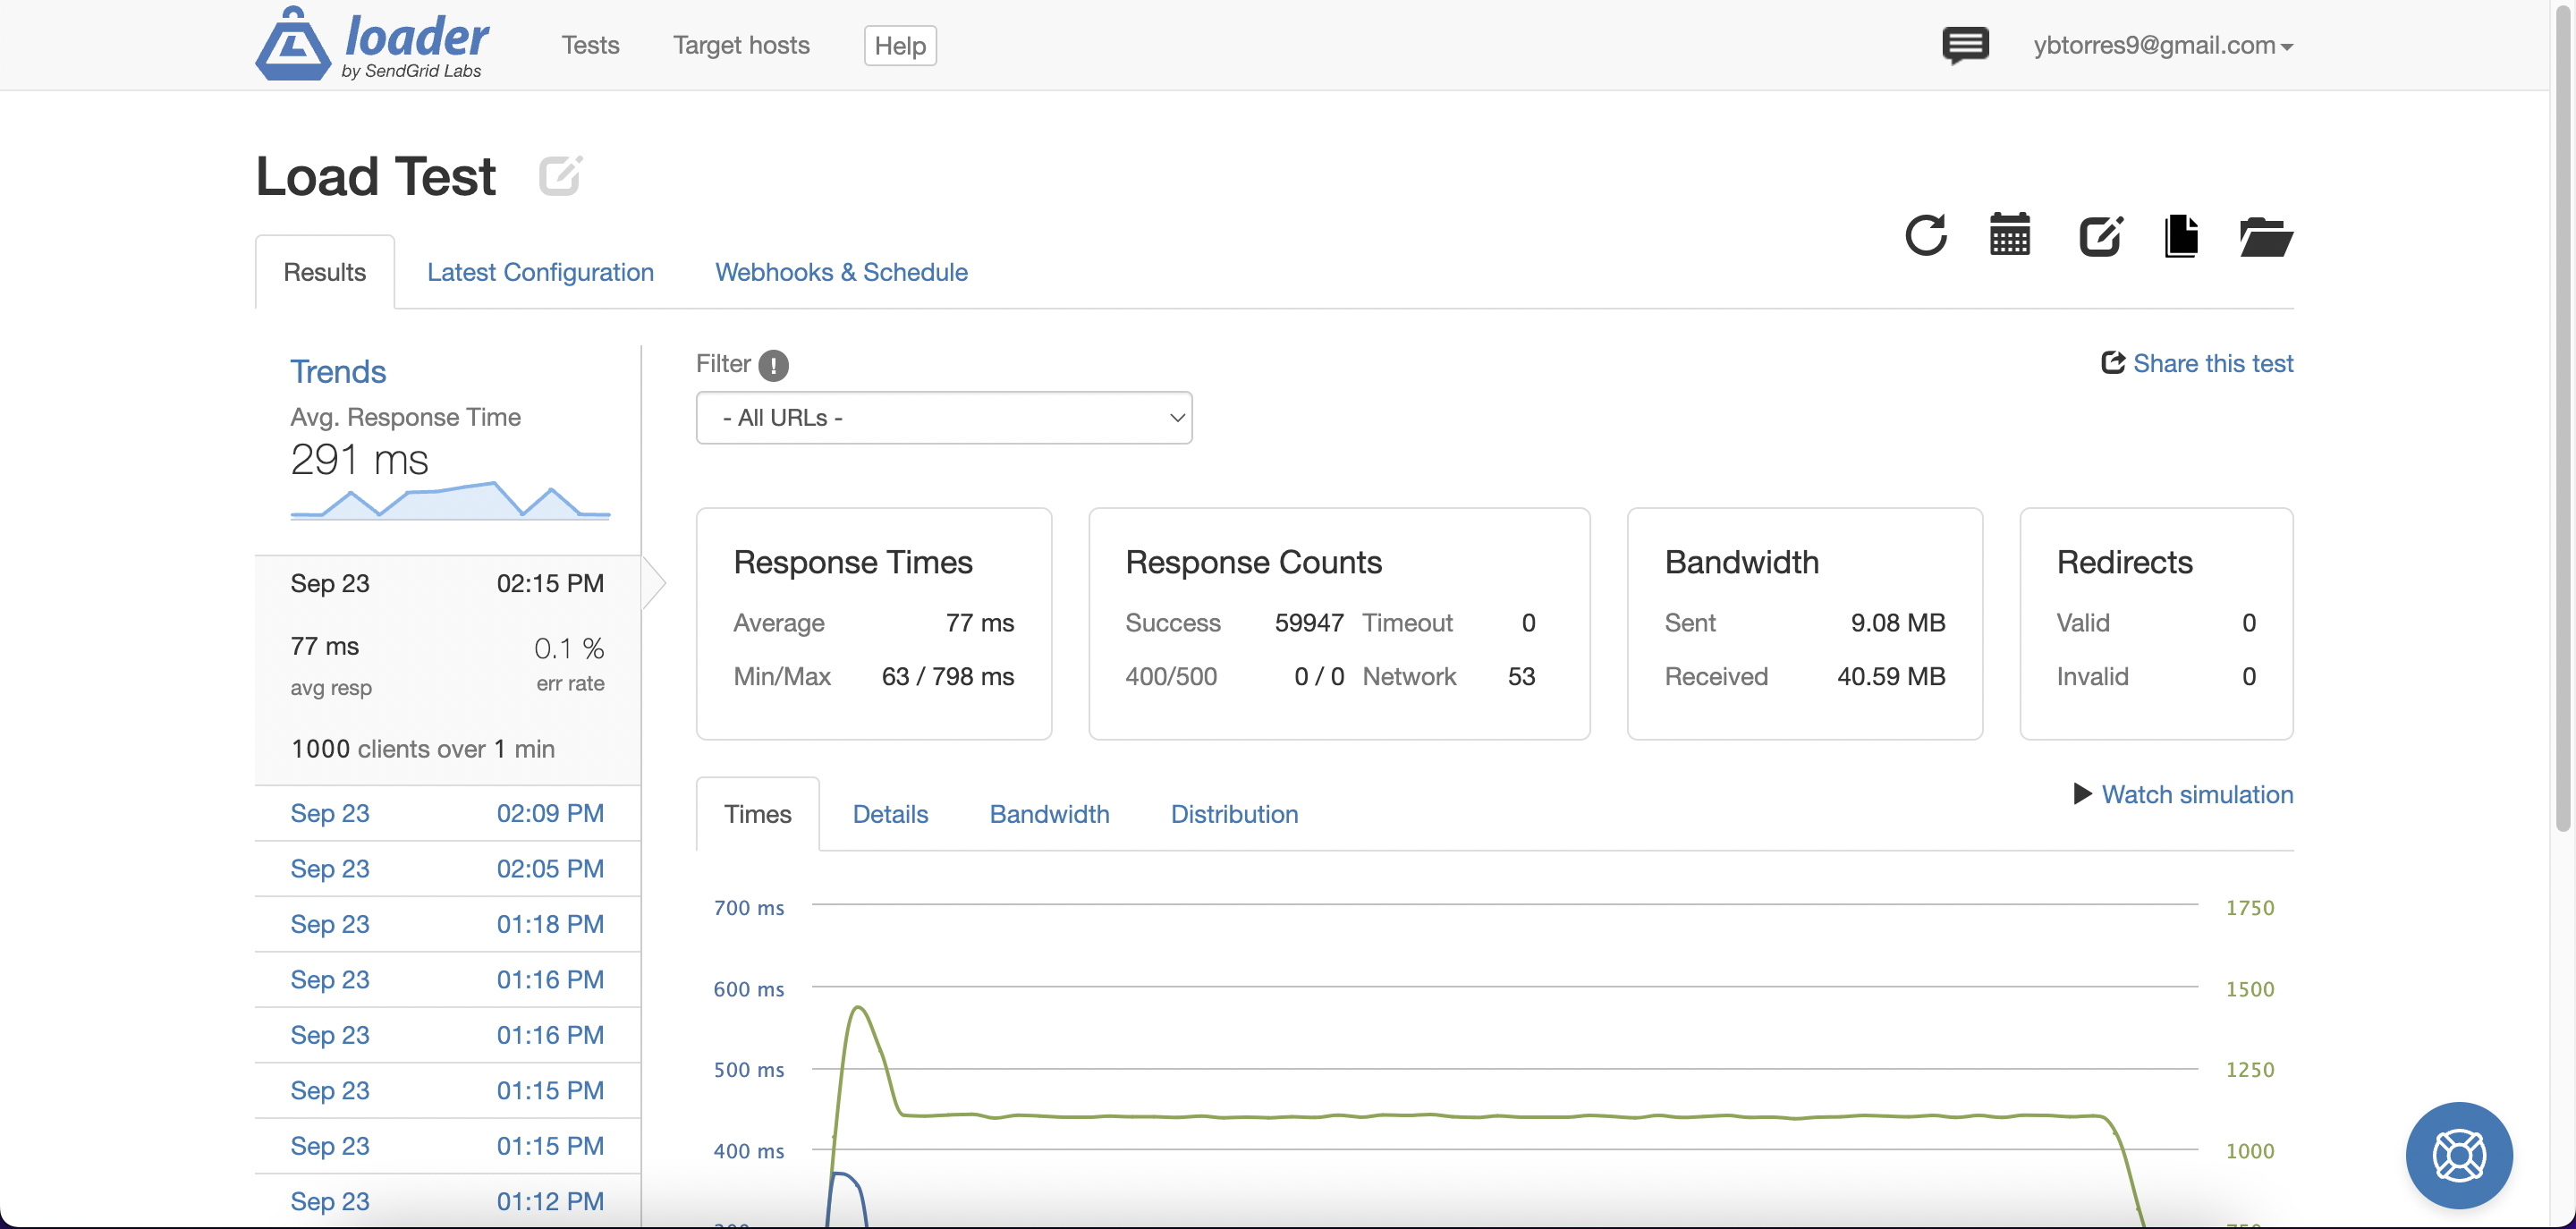 loader
by SendGrid Labs
Tests
Target hosts
Help
ybtorres9@gmail.com
Load Test
Results
Latest Configuration
Webhooks & Schedule
Trends
Avg. Response Time
291 ms
Sep 23 02:15 PM
77 ms 0.1 %
avg resp err rate
1000 clients over 1 min
Sep 23 02:09 PM
Sep 23 02:05 PM
Sep 23 01:18 PM
Sep 23 01:16 PM
Sep 23 01:16 PM
Sep 23 01:15 PM
Sep 23 01:15 PM
Sep 23 01:12 PM
Filter !
Share this test
- All URLs -
Response Times
Average 77 ms
Min/Max 63 / 798 ms
Response Counts
Success 59947 Timeout 0
400/500 0 / 0 Network 53
Bandwidth
Sent 9.08 MB
Received 40.59 MB
Redirects
Valid 0
Invalid 0
Watch simulation
Times
Details
Bandwidth
Distribution
700 ms 1750
600 ms 1500
500 ms 1250
400 ms 1000